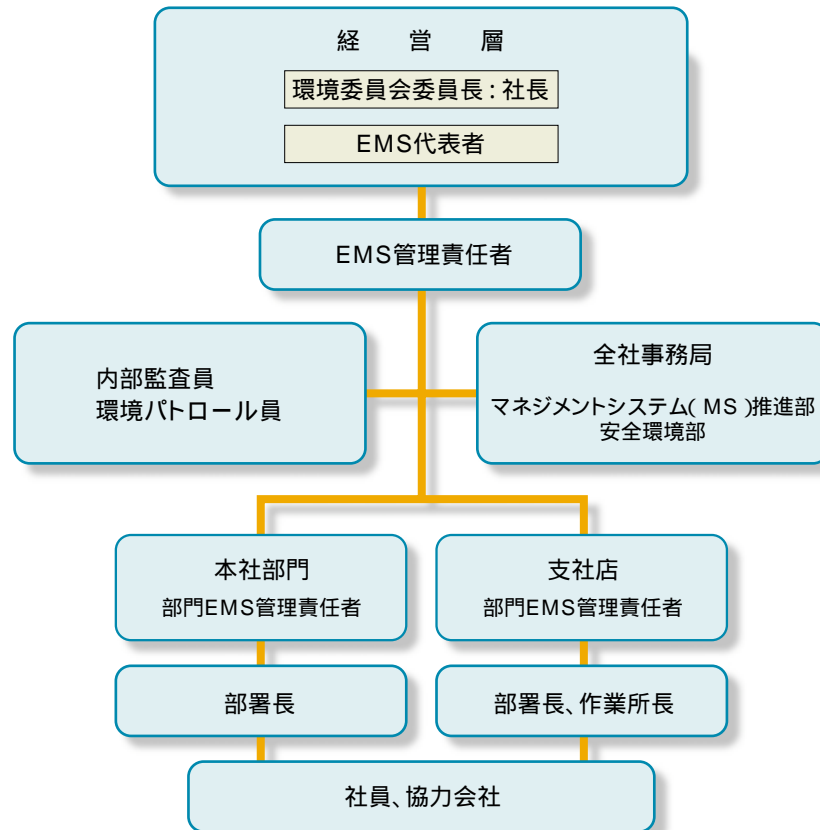 経 営 層
環境委員会委員長：社長
EMS代表者
EMS管理責任者
内部監査員
環境パトロール員
全社事務局
マネジメントシステム(MS)推進部
安全環境部
本社部門
部門EMS管理責任者
支社店
部門EMS管理責任者
部署長
部署長、作業所長
社員、協力会社